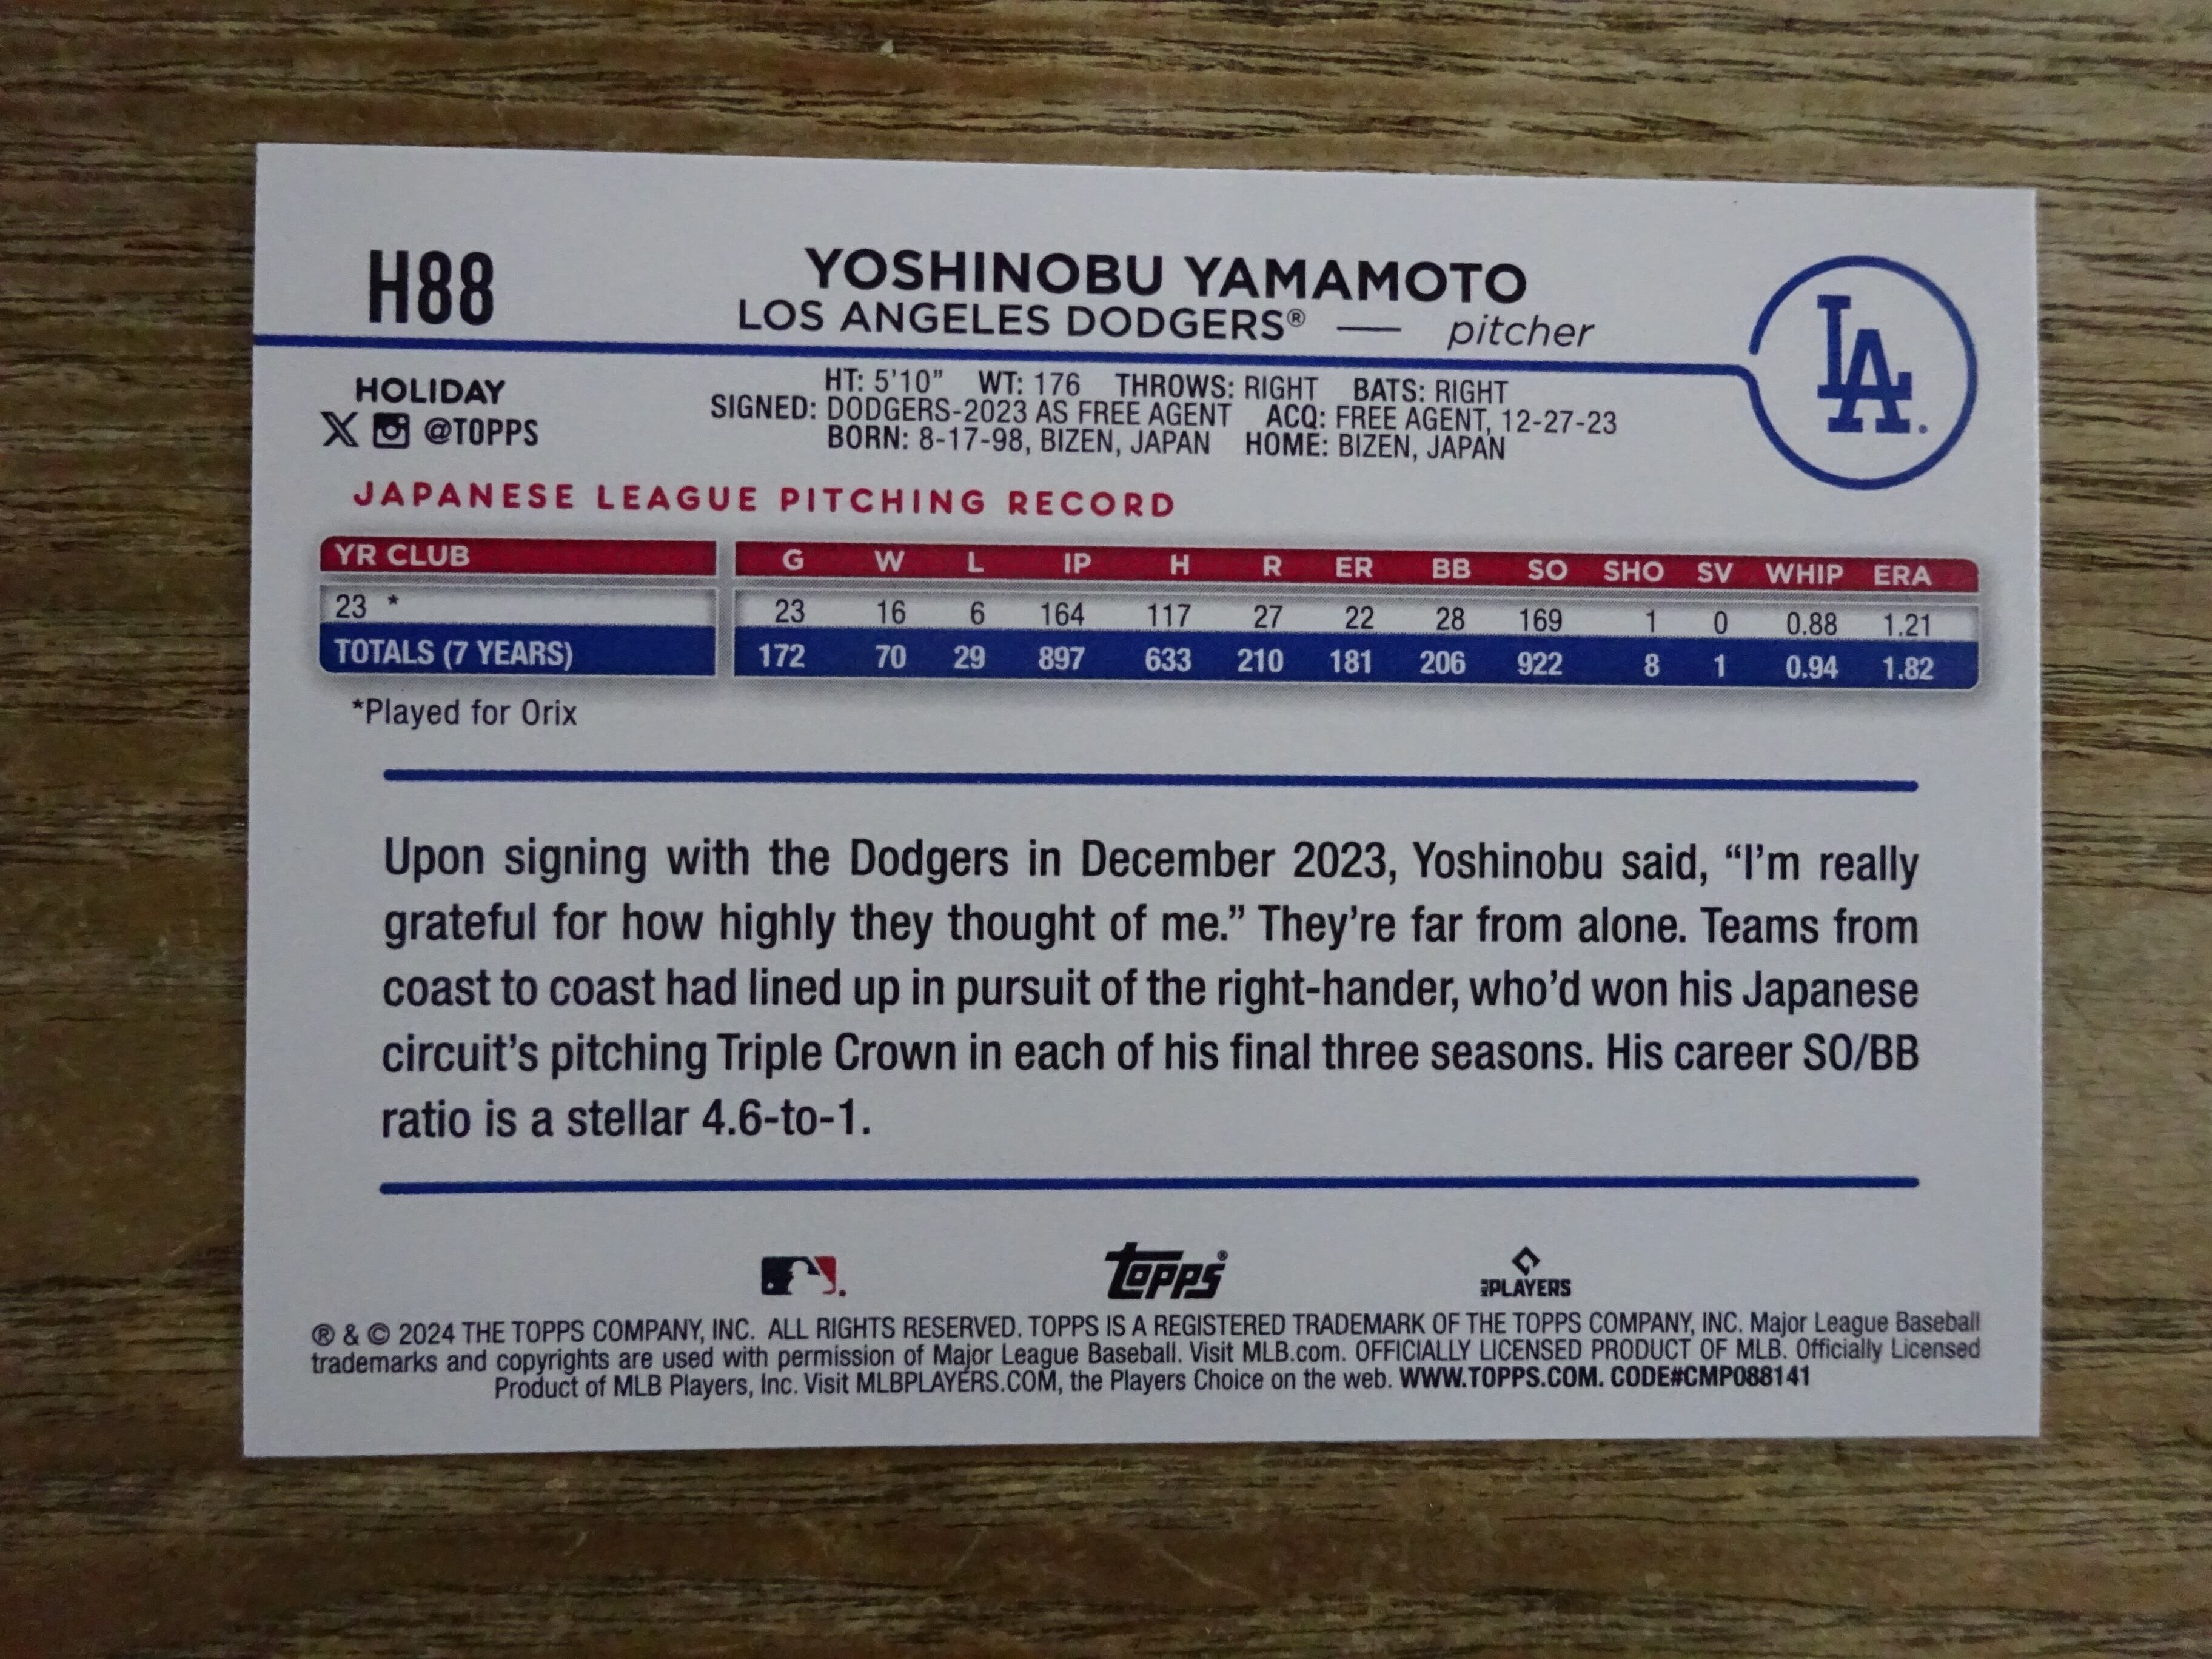 H88
YOSHINOBU YAMAMOTO
LOS ANGELES DODGERS® — pitcher
LA
HOLIDAY
@TOPPS
HT: 5'10” WT: 176 THROWS: RIGHT BATS: RIGHT
SIGNED: DODGERS-2023 AS FREE AGENT ACQ: FREE AGENT, 12-27-23
BORN: 8-17-98, BIZEN, JAPAN HOME: BIZEN, JAPAN
JAPANESE LEAGUE PITCHING RECORD
YR CLUB G W L IP H R ER BB SO SHO SV WHIP ERA
23 * 23 16 6 164 117 27 22 28 169 1 0 0.88 1.21
TOTALS (7 YEARS) 172 70 29 897 633 210 181 206 922 8 1 0.94 1.82
*Played for Orix
Upon signing with the Dodgers in December 2023, Yoshinobu said, “I’m really
grateful for how highly they thought of me.” They’re far from alone. Teams from
coast to coast had lined up in pursuit of the right-hander, who’d won his Japanese
circuit’s pitching Triple Crown in each of his final three seasons. His career SO/BB
ratio is a stellar 4.6-to-1.
topps®
MLB PLAYERS
® & © 2024 THE TOPPS COMPANY, INC. ALL RIGHTS RESERVED. TOPPS IS A REGISTERED TRADEMARK OF THE TOPPS COMPANY, INC. Major League Baseball
trademarks and copyrights are used with permission of Major League Baseball. Visit MLB.com. OFFICIALLY LICENSED PRODUCT OF MLB. Officially Licensed
Product of MLB Players, Inc. Visit MLBPLAYERS.COM, the Players Choice on the web. WWW.TOPPS.COM. CODE#CMP088141